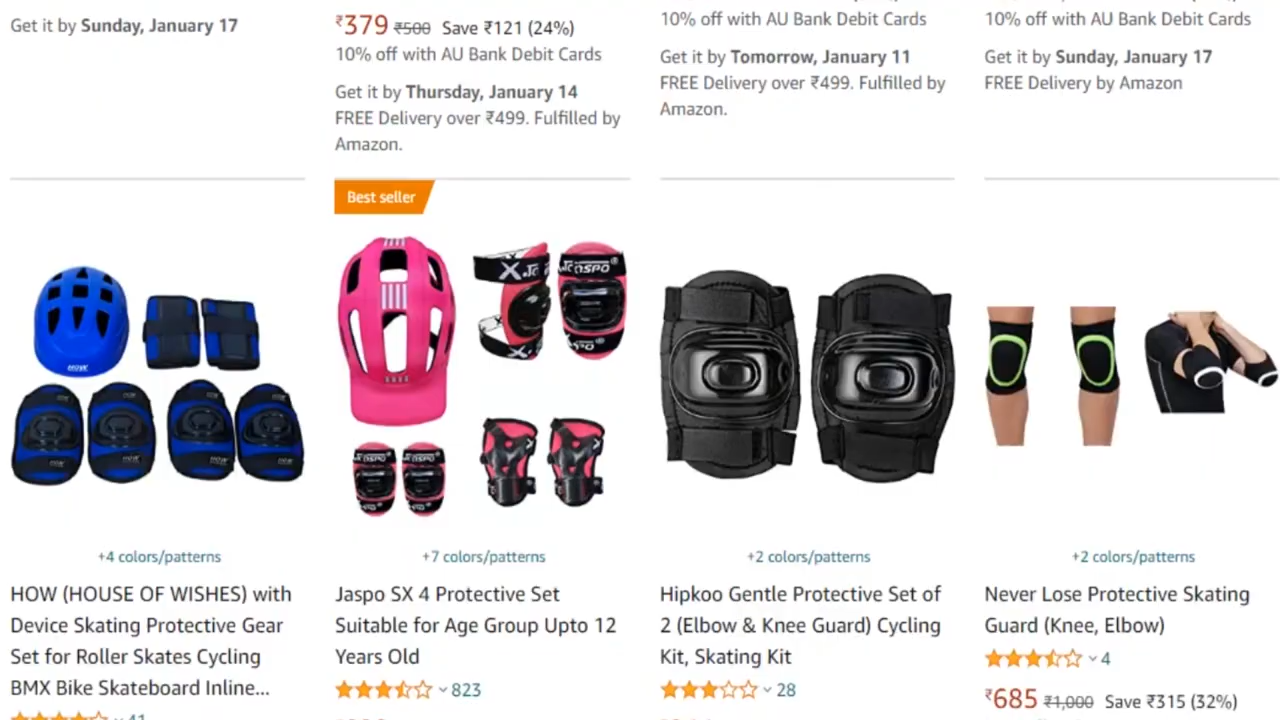 Get it by Sunday, January 17
₹379 ₹500 Save ₹121 (24%)
10% off with AU Bank Debit Cards
Get it by Thursday, January 14
FREE Delivery over ₹499. Fulfilled by
Amazon.
10% off with AU Bank Debit Cards
Get it by Tomorrow, January 11
FREE Delivery over ₹499. Fulfilled by
Amazon.
10% off with AU Bank Debit Cards
Get it by Sunday, January 17
FREE Delivery by Amazon
HOW
+4 colors/patterns
HOW (HOUSE OF WISHES) with
Device Skating Protective Gear
Set for Roller Skates Cycling
BMX Bike Skateboard Inline...
41
Best seller
+7 colors/patterns
Jaspo SX 4 Protective Set
Suitable for Age Group Upto 12
Years Old
823
+2 colors/patterns
Hipkoo Gentle Protective Set of
2 (Elbow & Knee Guard) Cycling
Kit, Skating Kit
28
+2 colors/patterns
Never Lose Protective Skating
Guard (Knee, Elbow)
4
₹685 ₹1,000 Save ₹315 (32%)